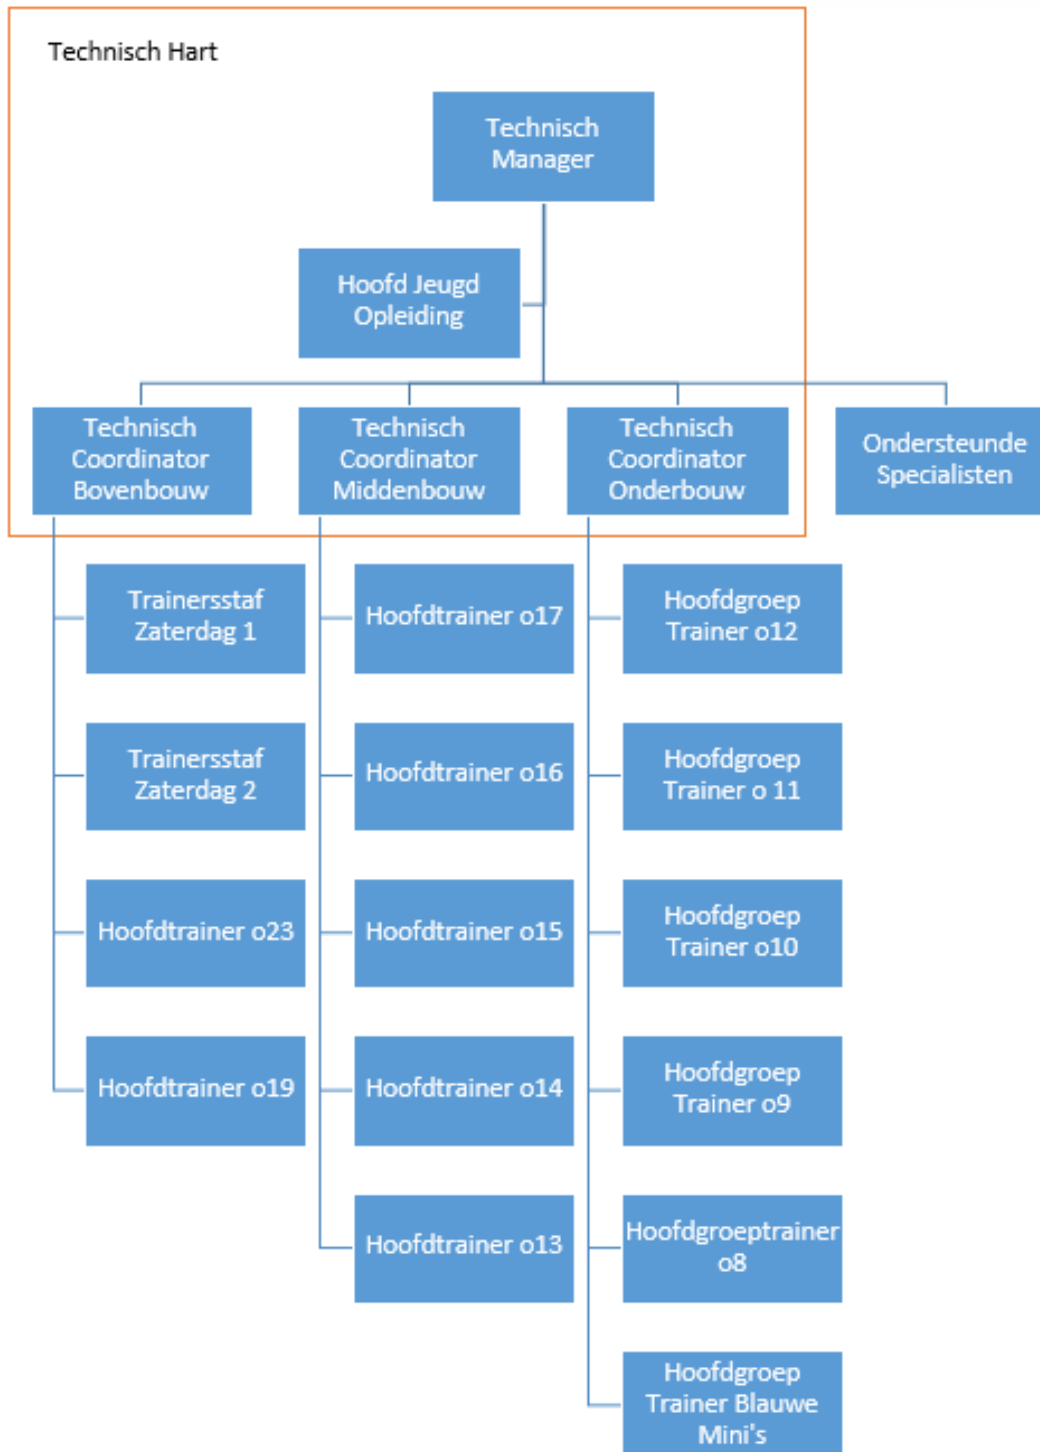 Technisch Hart
Technisch
Manager
Hoofd Jeugd
Opleiding
Technisch
Coordinator
Bovenbouw
Technisch
Coordinator
Middenbouw
Technisch
Coordinator
Onderbouw
Ondersteunde
Specialisten
Trainersstaf
Zaterdag 1
Trainersstaf
Zaterdag 2
Hoofdtrainer o23
Hoofdtrainer o19
Hoofdtrainer o17
Hoofdtrainer o16
Hoofdtrainer o15
Hoofdtrainer o14
Hoofdtrainer o13
Hoofdgroep
Trainer o12
Hoofdgroep
Trainer o 11
Hoofdgroep
Trainer o10
Hoofdgroep
Trainer o9
Hoofdgroeptrainer
o8
Hoofdgroep
Trainer Blauwe
Mini's